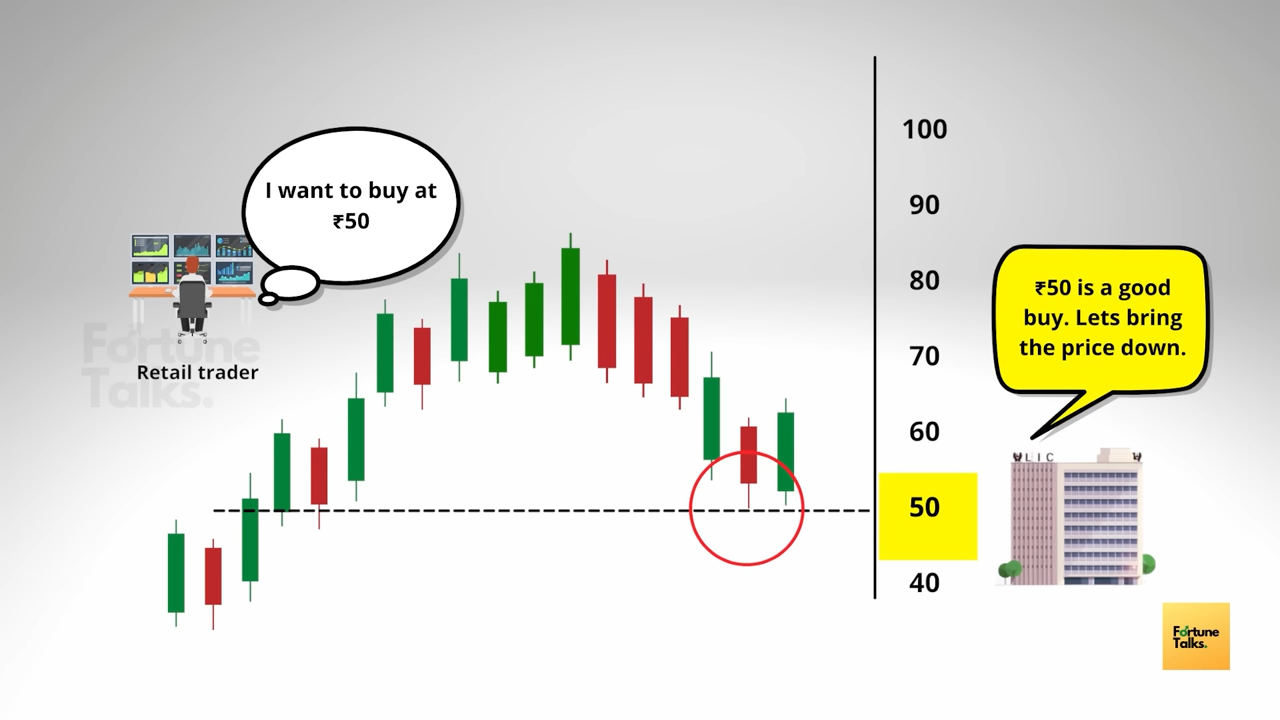 I want to buy at
₹50
Fortune
Talks.
Retail trader
100
90
80
70
60
50
40
₹50 is a good
buy. Lets bring
the price down.
LIC
Fortune
Talks.